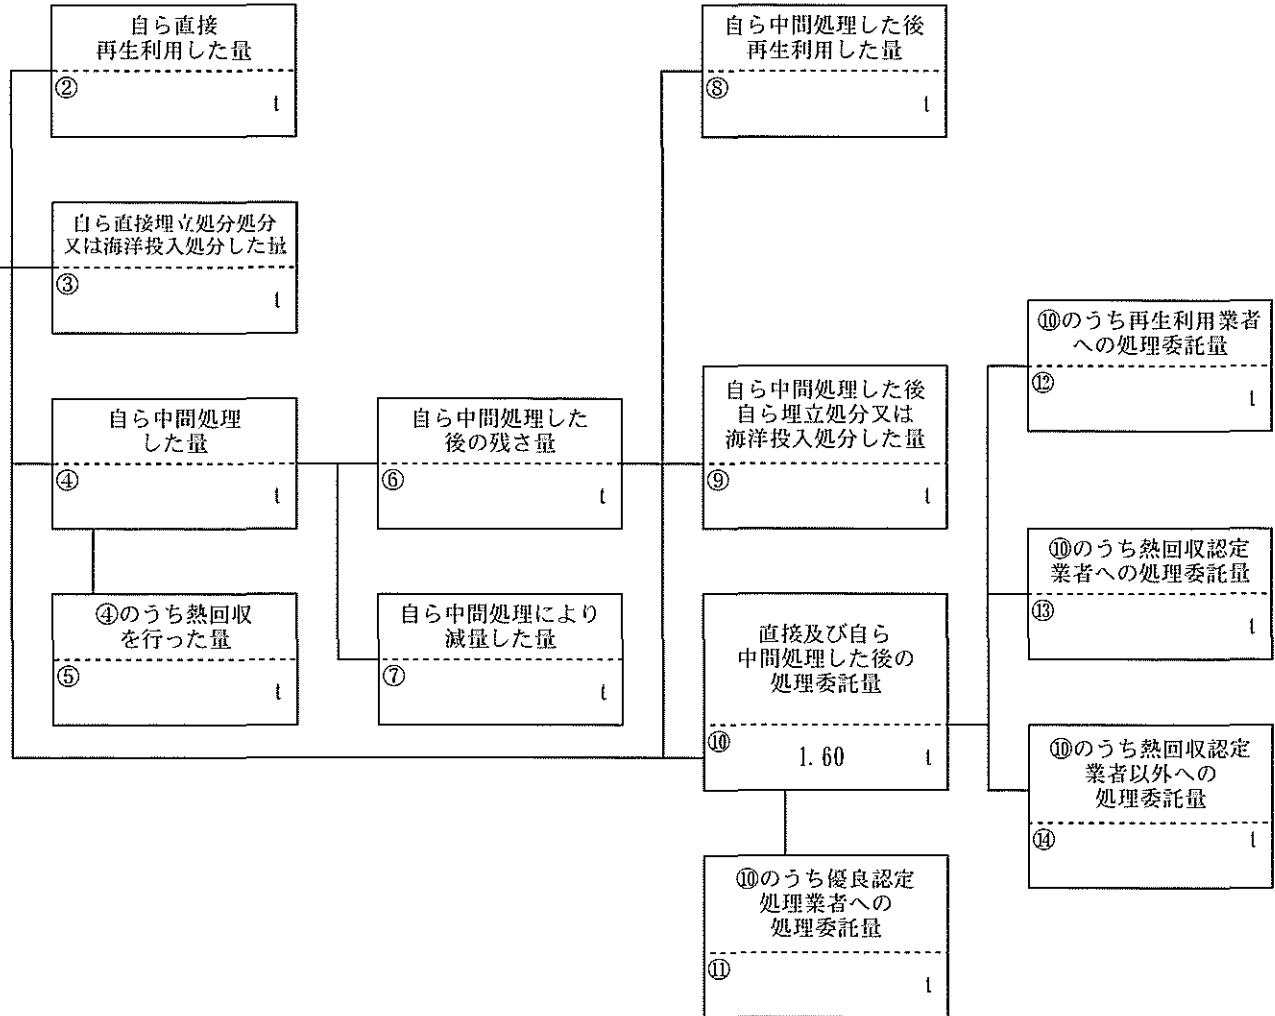 自ら直接
再生利用した量
②
t
自ら直接埋立処分処分
又は海洋投入処分した量
③
t
自ら中間処理
した量
④
t
④のうち熱回収
を行った量
⑤
t
自ら中間処理した
後の残さ量
⑥
t
自ら中間処理により
減量した量
⑦
t
自ら中間処理した後
再生利用した量
⑧
t
自ら中間処理した後
自ら埋立処分又は
海洋投入処分した量
⑨
t
直接及び自ら
中間処理した後の
処理委託量
⑩ 1.60 t
⑩のうち優良認定
処理業者への
処理委託量
⑪
t
⑩のうち再生利用業者
への処理委託量
⑫
t
⑩のうち熱回収認定
業者への処理委託量
⑬
t
⑩のうち熱回収認定
業者以外への
処理委託量
⑭ t